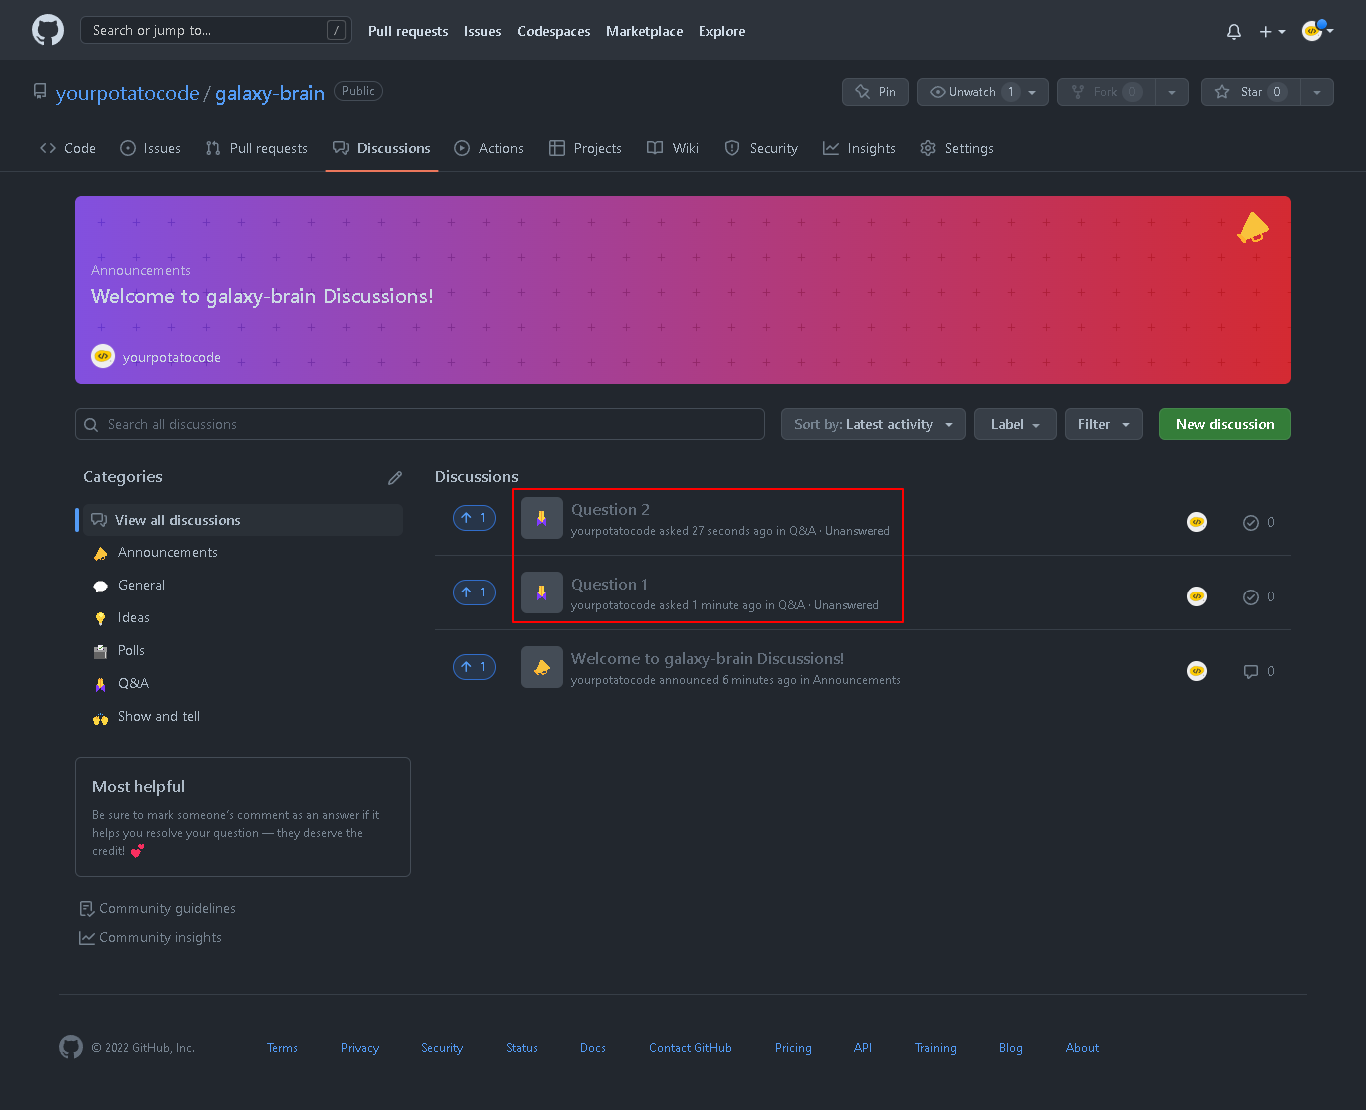 Search or jump to... /
Pull requests Issues Codespaces Marketplace Explore
yourpotatocode / galaxy-brain Public
Pin Unwatch 1 Fork 0 Star 0
Code Issues Pull requests Discussions Actions Projects Wiki Security Insights Settings
Announcements
Welcome to galaxy-brain Discussions!
yourpotatocode
Search all discussions
Sort by: Latest activity Label Filter New discussion
Categories
View all discussions
Announcements
General
Ideas
Polls
Q&A
Show and tell
Most helpful
Be sure to mark someone's comment as an answer if it
helps you resolve your question — they deserve the
credit! 💕
Community guidelines
Community insights
Discussions
1
Question 2
yourpotatocode asked 27 seconds ago in Q&A · Unanswered
0
1
Question 1
yourpotatocode asked 1 minute ago in Q&A · Unanswered
0
1
Welcome to galaxy-brain Discussions!
yourpotatocode announced 6 minutes ago in Announcements
0
© 2022 GitHub, Inc. Terms Privacy Security Status Docs Contact GitHub Pricing API Training Blog About